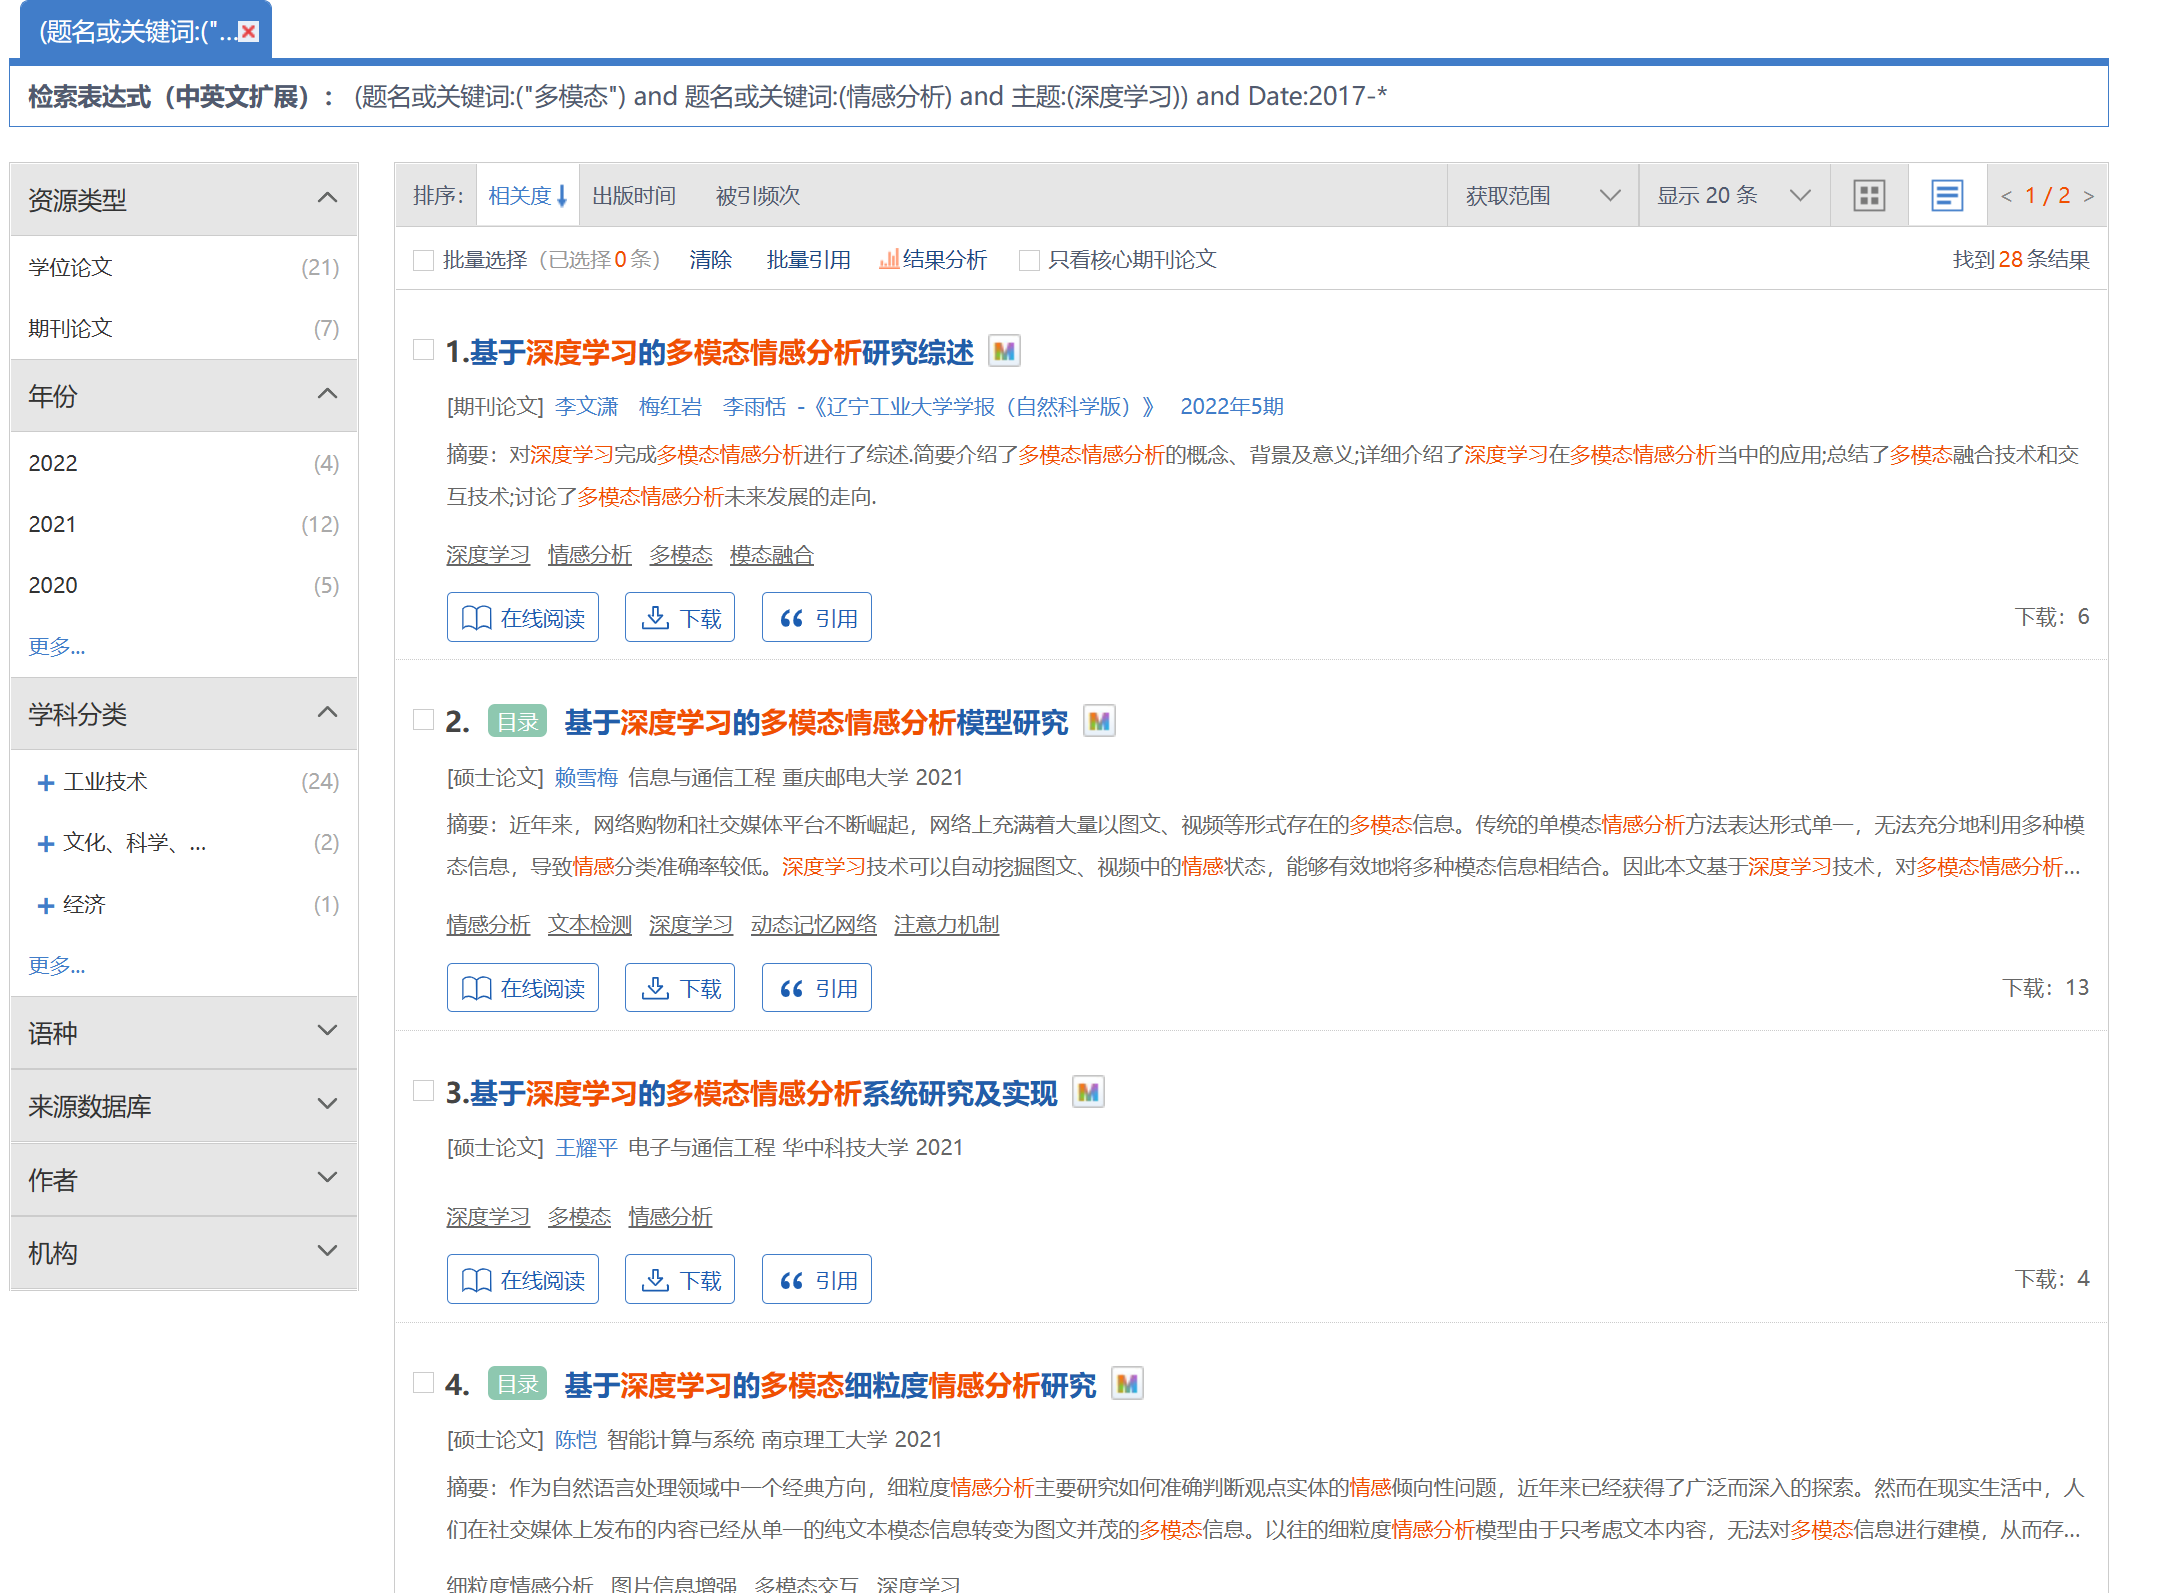 (题名或关键词:("...
检索表达式（中英文扩展）： (题名或关键词:("多模态") and 题名或关键词:(情感分析) and 主题:(深度学习)) and Date:2017-*
资源类型
学位论文 (21)
期刊论文 (7)
年份
2022 (4)
2021 (12)
2020 (5)
更多...
学科分类
工业技术 (24)
文化、科学、... (2)
经济 (1)
更多...
语种
来源数据库
作者
机构
排序： 相关度 出版时间 被引频次 获取范围 显示 20 条 < 1 / 2 >
批量选择（已选择0条） 清除 批量引用 结果分析 只看核心期刊论文 找到28条结果
1.基于深度学习的多模态情感分析研究综述 M
[期刊论文] 李文潇 梅红岩 李雨恬 -《辽宁工业大学学报（自然科学版）》 2022年5期
摘要：对深度学习完成多模态情感分析进行了综述.简要介绍了多模态情感分析的概念、背景及意义;详细介绍了深度学习在多模态情感分析当中的应用;总结了多模态融合技术和交
互技术;讨论了多模态情感分析未来发展的走向.
深度学习 情感分析 多模态 模态融合
在线阅读 下载 引用 下载：6
2. 目录 基于深度学习的多模态情感分析模型研究 M
[硕士论文] 赖雪梅 信息与通信工程 重庆邮电大学 2021
摘要：近年来，网络购物和社交媒体平台不断崛起，网络上充满着大量以图文、视频等形式存在的多模态信息。传统的单模态情感分析方法表达形式单一，无法充分地利用多种模
态信息，导致情感分类准确率较低。深度学习技术可以自动挖掘图文、视频中的情感状态，能够有效地将多种模态信息相结合。因此本文基于深度学习技术，对多模态情感分析...
情感分析 文本检测 深度学习 动态记忆网络 注意力机制
在线阅读 下载 引用 下载：13
3.基于深度学习的多模态情感分析系统研究及实现 M
[硕士论文] 王耀平 电子与通信工程 华中科技大学 2021
深度学习 多模态 情感分析
在线阅读 下载 引用 下载：4
4. 目录 基于深度学习的多模态细粒度情感分析研究 M
[硕士论文] 陈恺 智能计算与系统 南京理工大学 2021
摘要：作为自然语言处理领域中一个经典方向，细粒度情感分析主要研究如何准确判断观点实体的情感倾向性问题，近年来已经获得了广泛而深入的探索。然而在现实生活中，人
们在社交媒体上发布的内容已经从单一的纯文本模态信息转变为图文并茂的多模态信息。以往的细粒度情感分析模型由于只考虑文本内容，无法对多模态信息进行建模，从而存...
细粒度情感分析 图片信息增强 多模态交互 深度学习